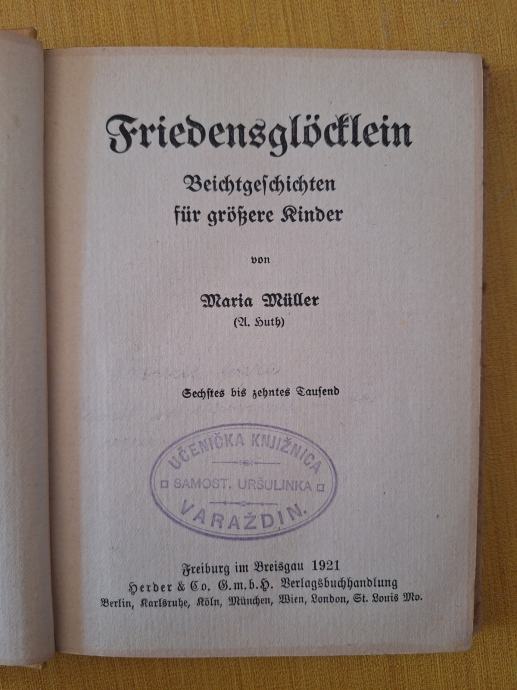 Friedensglöcklein
Beichtgeschichten
für größere Kinder
von
Maria Müller
(A. Huth)
Sechstes bis zehntes Tausend
UČENIČKA KNJIŽNICA
SAMOST. URŠULINKA
VARAŽDIN.
Freiburg im Breisgau 1921
Herder & Co. G.m.b.H. Verlagsbuchhandlung
Berlin, Karlsruhe, Köln, München, Wien, London, St. Louis Mo.